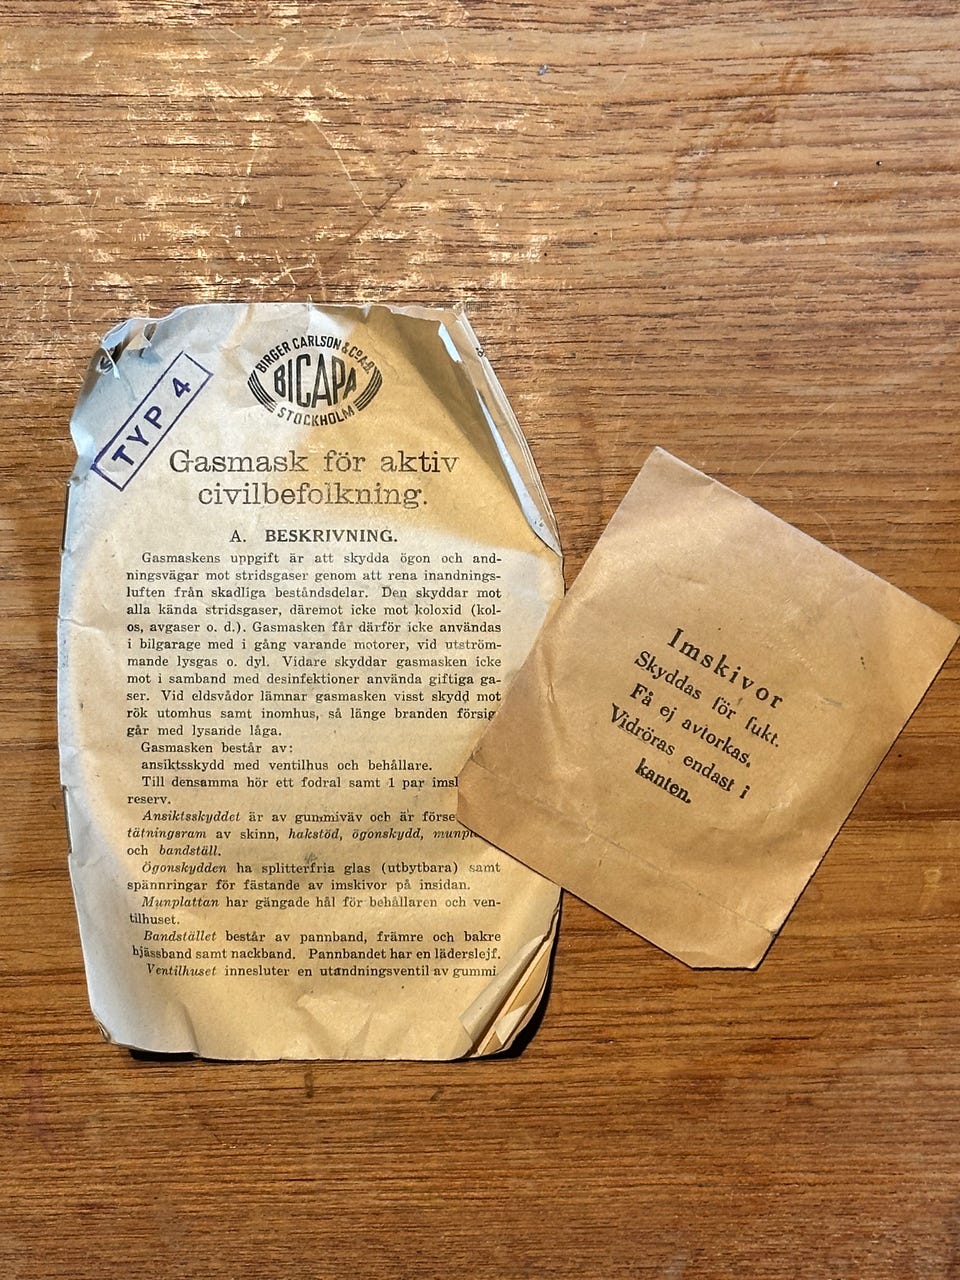 TYP 4
BIRGER CARLSON & Co A.-B.
BICAPA
STOCKHOLM
Gasmask för aktiv
civilbefolkning.
A. BESKRIVNING.
Gasmaskens uppgift är att skydda ögon och and-
ningsvägar mot stridsgaser genom att rena inandnings-
luften från skadliga beståndsdelar. Den skyddar mot
alla kända stridsgaser, däremot icke mot koloxid (kol-
os, avgaser o. d.). Gasmasken får därför icke användas
i bilgarage med i gång varande motorer, vid utström-
mande lysgas o. dyl. Vidare skyddar gasmasken icke
mot i samband med desinfektioner använda giftiga ga-
ser. Vid eldsvådor lämnar gasmasken visst skydd mot
rök utomhus samt inomhus, så länge branden försig-
går med lysande låga.
Gasmasken består av:
ansiktsskydd med ventilhus och behållare.
Till densamma hör ett fodral samt 1 par
reserv.
Ansiktsskyddet är av gummiväv och är
tätningsram av skinn, hakstöd, ögonskydd,
och bandställ.
Ögonskydden ha splitterfria glas (utbytbara) samt
spännringar för fästande av imskivor på insidan.
Munplattan har gängade hål för behållaren och ven-
tilhuset.
Bandstället består av pannband, främre och bakre
hjässband samt nackband. Pannbandet har en läderslejf.
Ventilhuset innesluter en utandningsventil av gummi
Imskivor
Skyddas för fukt.
Få ej avtorkas.
Vidröras endast i
kanten.